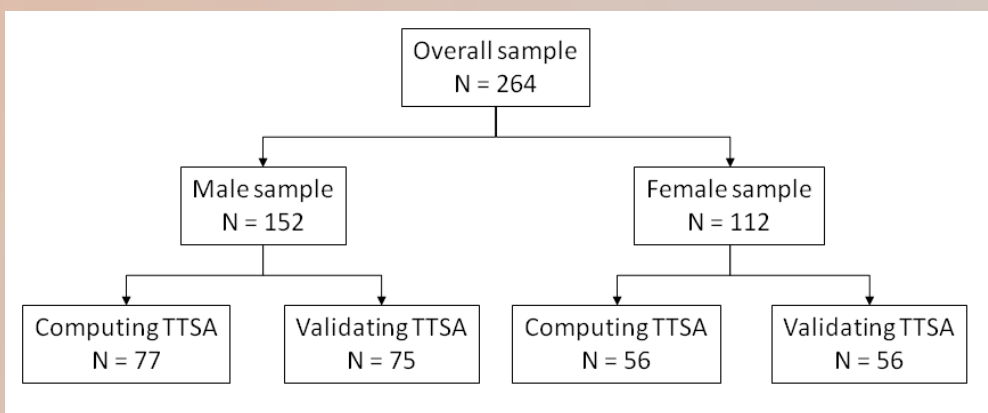 Overall sample
N = 264
Male sample
N = 152
Female sample
N = 112
Computing TTSA
N = 77
Validating TTSA
N = 75
Computing TTSA
N = 56
Validating TTSA
N = 56